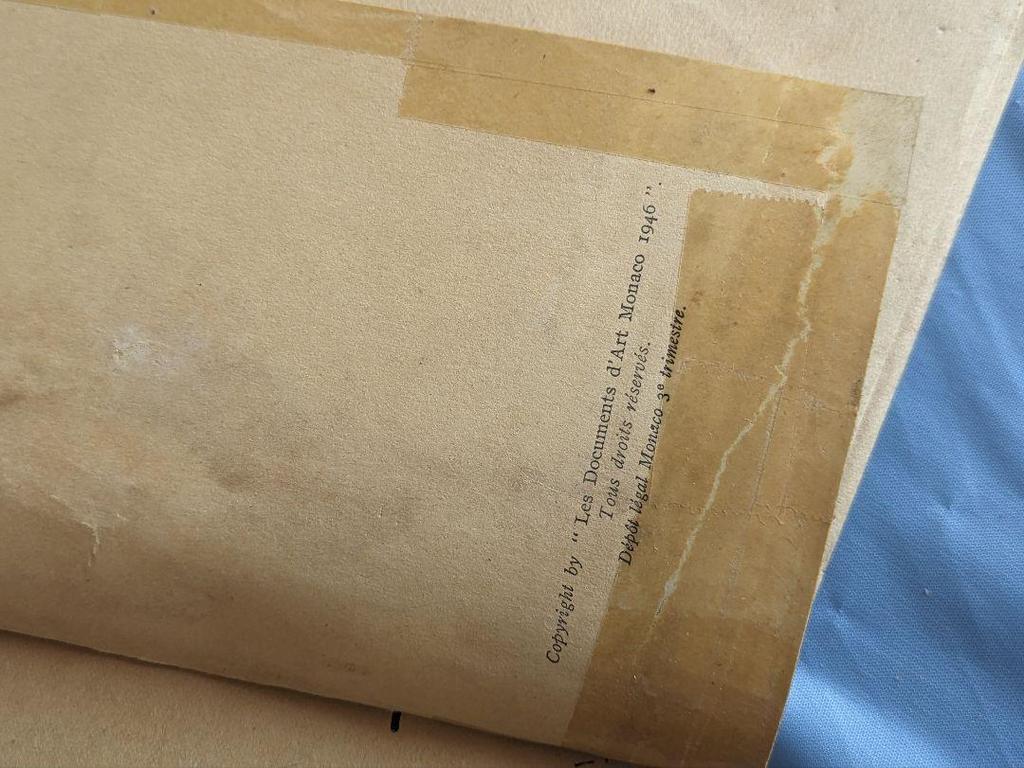 Copyright by “ Les Documents d'Art Monaco 1946 ”.
Tous droits réservés.
Dépôt légal Monaco 3e trimestre.